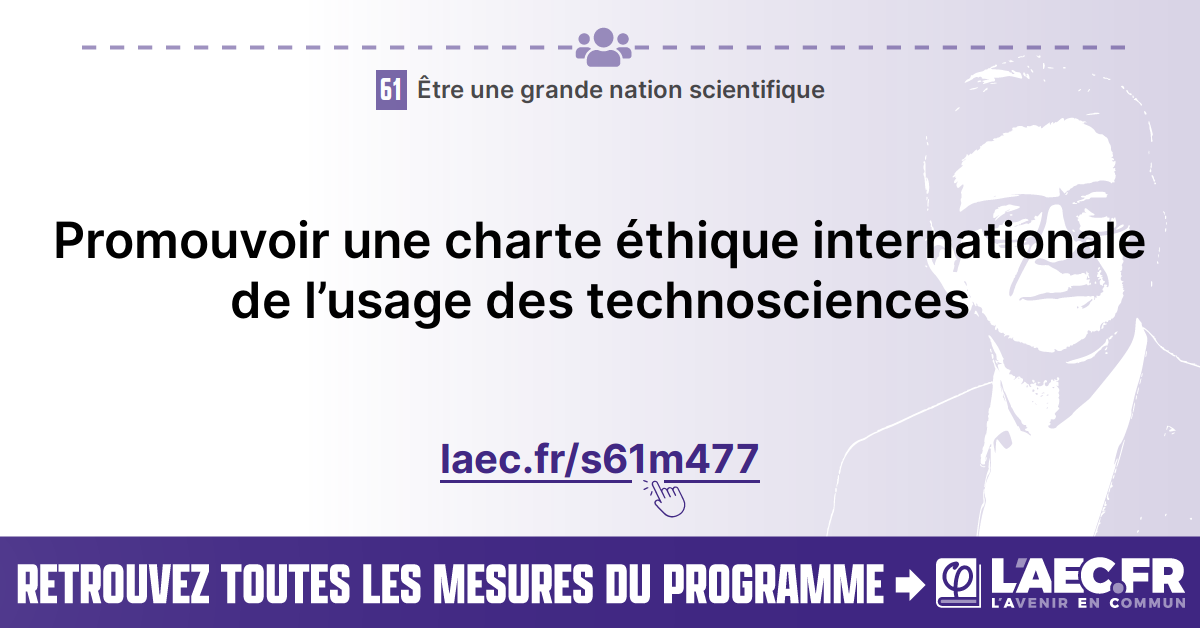 61 Être une grande nation scientifique
Promouvoir une charte éthique internationale
de l’usage des technosciences
laec.fr/s61m477
RETROUVEZ TOUTES LES MESURES DU PROGRAMME
φ L'AEC.FR
L'AVENIR EN COMMUN